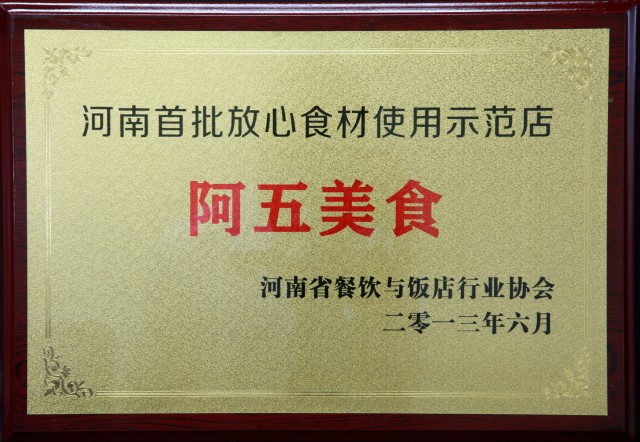 河南首批放心食材使用示范店
阿五美食
河南省餐饮与饭店行业协会
二零一三年六月